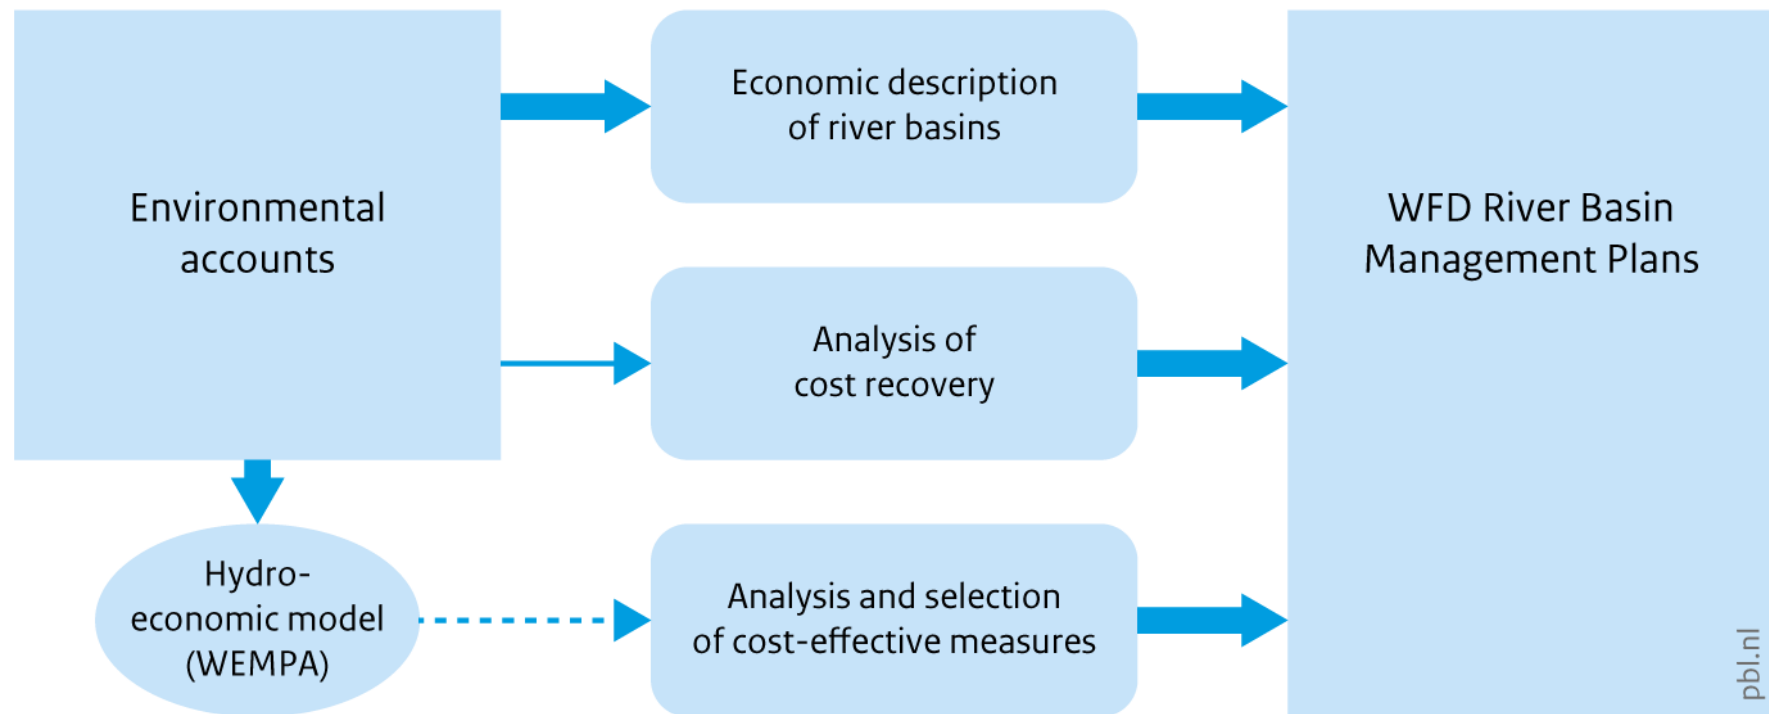 Environmental
accounts
Economic description
of river basins
WFD River Basin
Management Plans
Analysis of
cost recovery
Hydro-
economic model
(WEMPA)
Analysis and selection
of cost-effective measures
pbl.nl